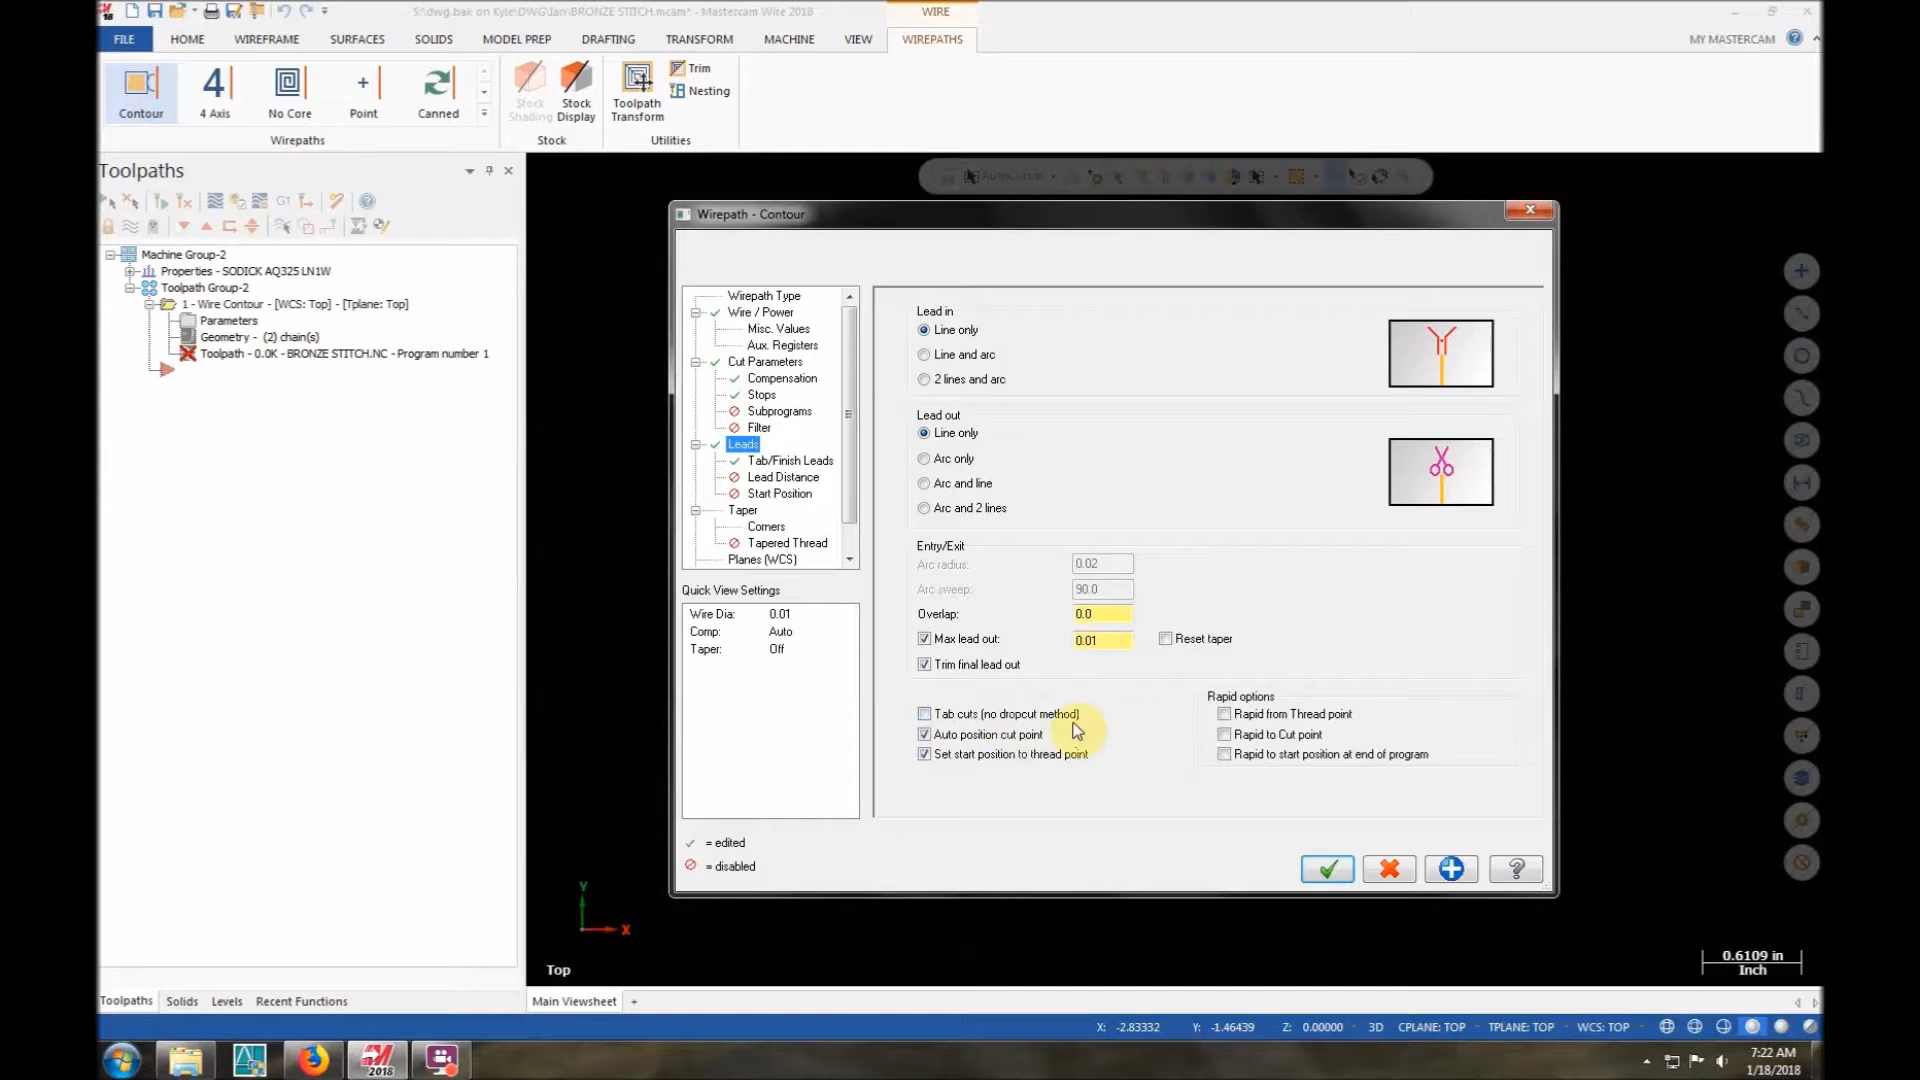 S:\dwg.bak on Kyle\DWG\Ian\BRONZE STITCH.mcam* - Mastercam Wire 2018
WIRE
FILE HOME WIREFRAME SURFACES SOLIDS MODEL PREP DRAFTING TRANSFORM MACHINE VIEW WIREPATHS MY MASTERCAM
Contour 4 Axis No Core Point Canned
Stock Shading
Stock Display
Toolpath Transform
Trim
Nesting
Wirepaths Stock Utilities
Toolpaths
AutoCursor
G1
Machine Group-2
Properties - SODICK AQ325 LN1W
Toolpath Group-2
1 - Wire Contour - [WCS: Top] - [Tplane: Top]
Parameters
Geometry - (2) chain(s)
Toolpath - 0.0K - BRONZE STITCH.NC - Program number 1
Wirepath - Contour
Wirepath Type
Wire / Power
Misc. Values
Aux. Registers
Cut Parameters
Compensation
Stops
Subprograms
Filter
Leads
Tab/Finish Leads
Lead Distance
Start Position
Taper
Corners
Tapered Thread
Planes (WCS)
Quick View Settings
Wire Dia: 0.01
Comp: Auto
Taper: Off
✓ = edited
= disabled
Lead in
Line only
Line and arc
2 lines and arc
Lead out
Line only
Arc only
Arc and line
Arc and 2 lines
Entry/Exit
Arc radius: 0.02
Arc sweep: 90.0
Overlap: 0.0
Max lead out: 0.01 Reset taper
Trim final lead out
Tab cuts (no dropcut method)
Auto position cut point
Set start position to thread point
Rapid options
Rapid from Thread point
Rapid to Cut point
Rapid to start position at end of program
Y
X
Top
0.6109 in
Inch
Toolpaths Solids Levels Recent Functions
Main Viewsheet +
X: -2.83332 Y: -1.46439 Z: 0.00000 3D CPLANE: TOP TPLANE: TOP WCS: TOP
2018
7:22 AM
1/18/2018